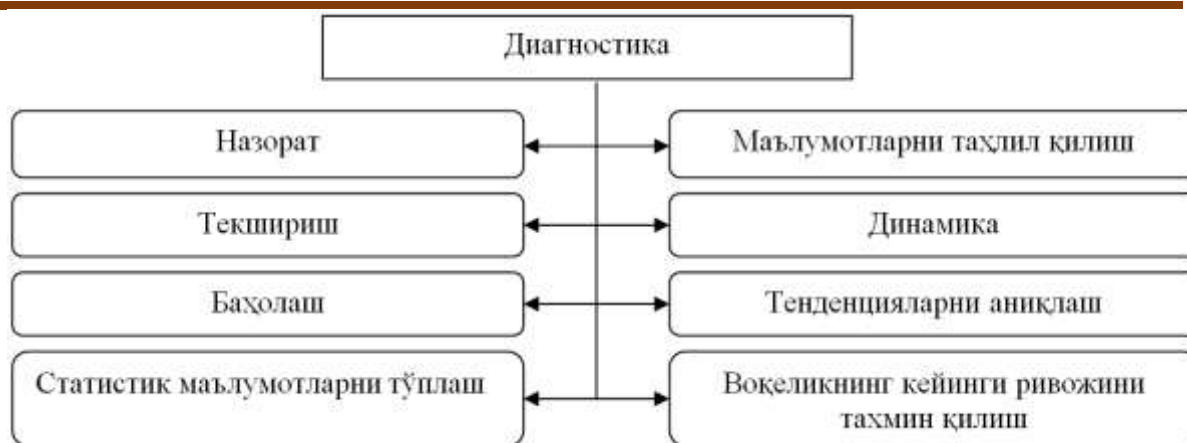 Диагностика
Назорат
Маълумотларни таҳлил қилиш
Текшириш
Динамика
Баҳолаш
Тенденцияларни аниқлаш
Статистик маълумотларни тўплаш
Воқеликнинг кейинги ривожини
тахмин қилиш